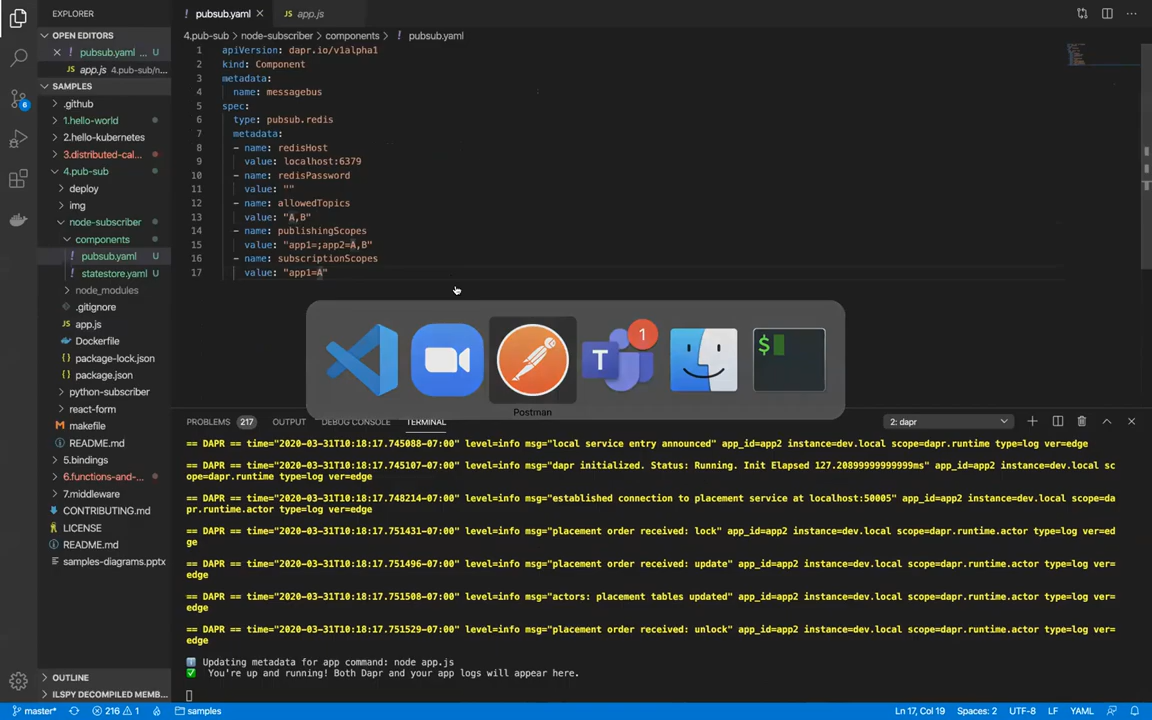 EXPLORER
OPEN EDITORS
pubsub.yaml ... U
app.js 4.pub-sub/n...
SAMPLES
.github
1.hello-world
2.hello-kubernetes
3.distributed-cal...
4.pub-sub
deploy
img
node-subscriber
components
pubsub.yaml U
statestore.yaml U
node_modules
.gitignore
app.js
Dockerfile
package-lock.json
package.json
python-subscriber
react-form
makefile
README.md
5.bindings
6.functions-and-...
7.middleware
CONTRIBUTING.md
LICENSE
README.md
samples-diagrams.pptx
OUTLINE
ILSPY DECOMPILED MEMB...
6
pubsub.yaml
app.js
4.pub-sub > node-subscriber > components > ! pubsub.yaml
1 apiVersion: dapr.io/v1alpha1
2 kind: Component
3 metadata:
4 name: messagebus
5 spec:
6 type: pubsub.redis
7 metadata:
8 - name: redisHost
9 value: localhost:6379
10 - name: redisPassword
11 value: ""
12 - name: allowedTopics
13 value: "A,B"
14 - name: publishingScopes
15 value: "app1=;app2=A,B"
16 - name: subscriptionScopes
17 value: "app1=A"
T
1
$
Postman
PROBLEMS 217 OUTPUT DEBUG CONSOLE TERMINAL 2: dapr
== DAPR == time="2020-03-31T10:18:17.745088-07:00" level=info msg="local service entry announced" app_id=app2 instance=dev.local scope=dapr.runtime type=log ver=edge
== DAPR == time="2020-03-31T10:18:17.745107-07:00" level=info msg="dapr initialized. Status: Running. Init Elapsed 127.20899999999999ms" app_id=app2 instance=dev.local sc
ope=dapr.runtime type=log ver=edge
== DAPR == time="2020-03-31T10:18:17.748214-07:00" level=info msg="established connection to placement service at localhost:50005" app_id=app2 instance=dev.local scope=da
pr.runtime.actor type=log ver=edge
== DAPR == time="2020-03-31T10:18:17.751431-07:00" level=info msg="placement order received: lock" app_id=app2 instance=dev.local scope=dapr.runtime.actor type=log ver=ed
ge
== DAPR == time="2020-03-31T10:18:17.751496-07:00" level=info msg="placement order received: update" app_id=app2 instance=dev.local scope=dapr.runtime.actor type=log ver=
edge
== DAPR == time="2020-03-31T10:18:17.751508-07:00" level=info msg="actors: placement tables updated" app_id=app2 instance=dev.local scope=dapr.runtime.actor type=log ver=
edge
== DAPR == time="2020-03-31T10:18:17.751529-07:00" level=info msg="placement order received: unlock" app_id=app2 instance=dev.local scope=dapr.runtime.actor type=log ver=
edge
Updating metadata for app command: node app.js
You're up and running! Both Dapr and your app logs will appear here.
master* 216 1 samples Ln 17, Col 19 Spaces: 2 UTF-8 LF YAML